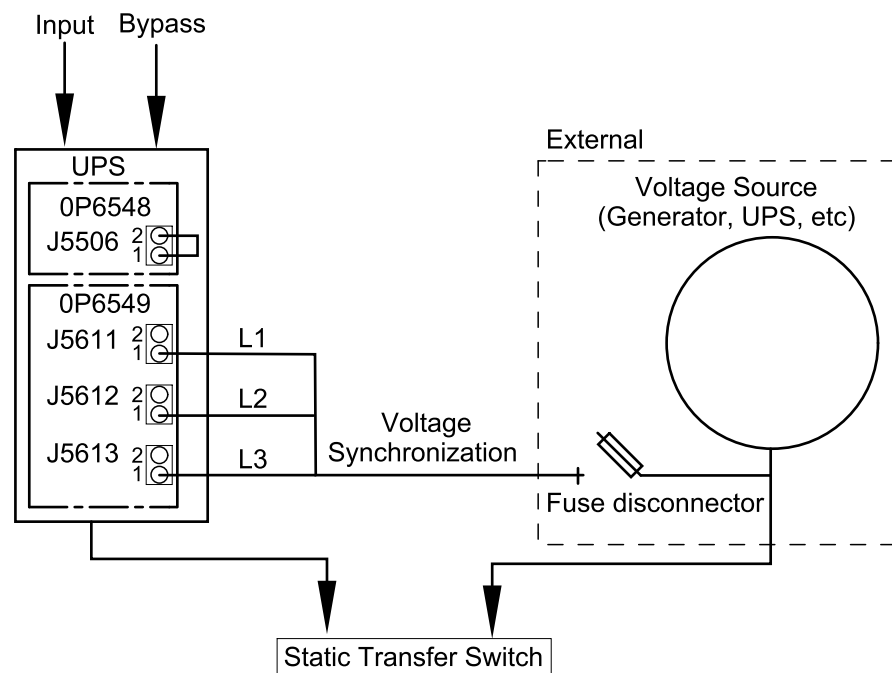 Input Bypass
UPS
0P6548
J5506 2
1
0P6549
J5611 2
1
L1
J5612 2
1
L2
J5613 2
1
L3
Voltage
Synchronization
External
Voltage Source
(Generator, UPS, etc)
Fuse disconnector
Static Transfer Switch